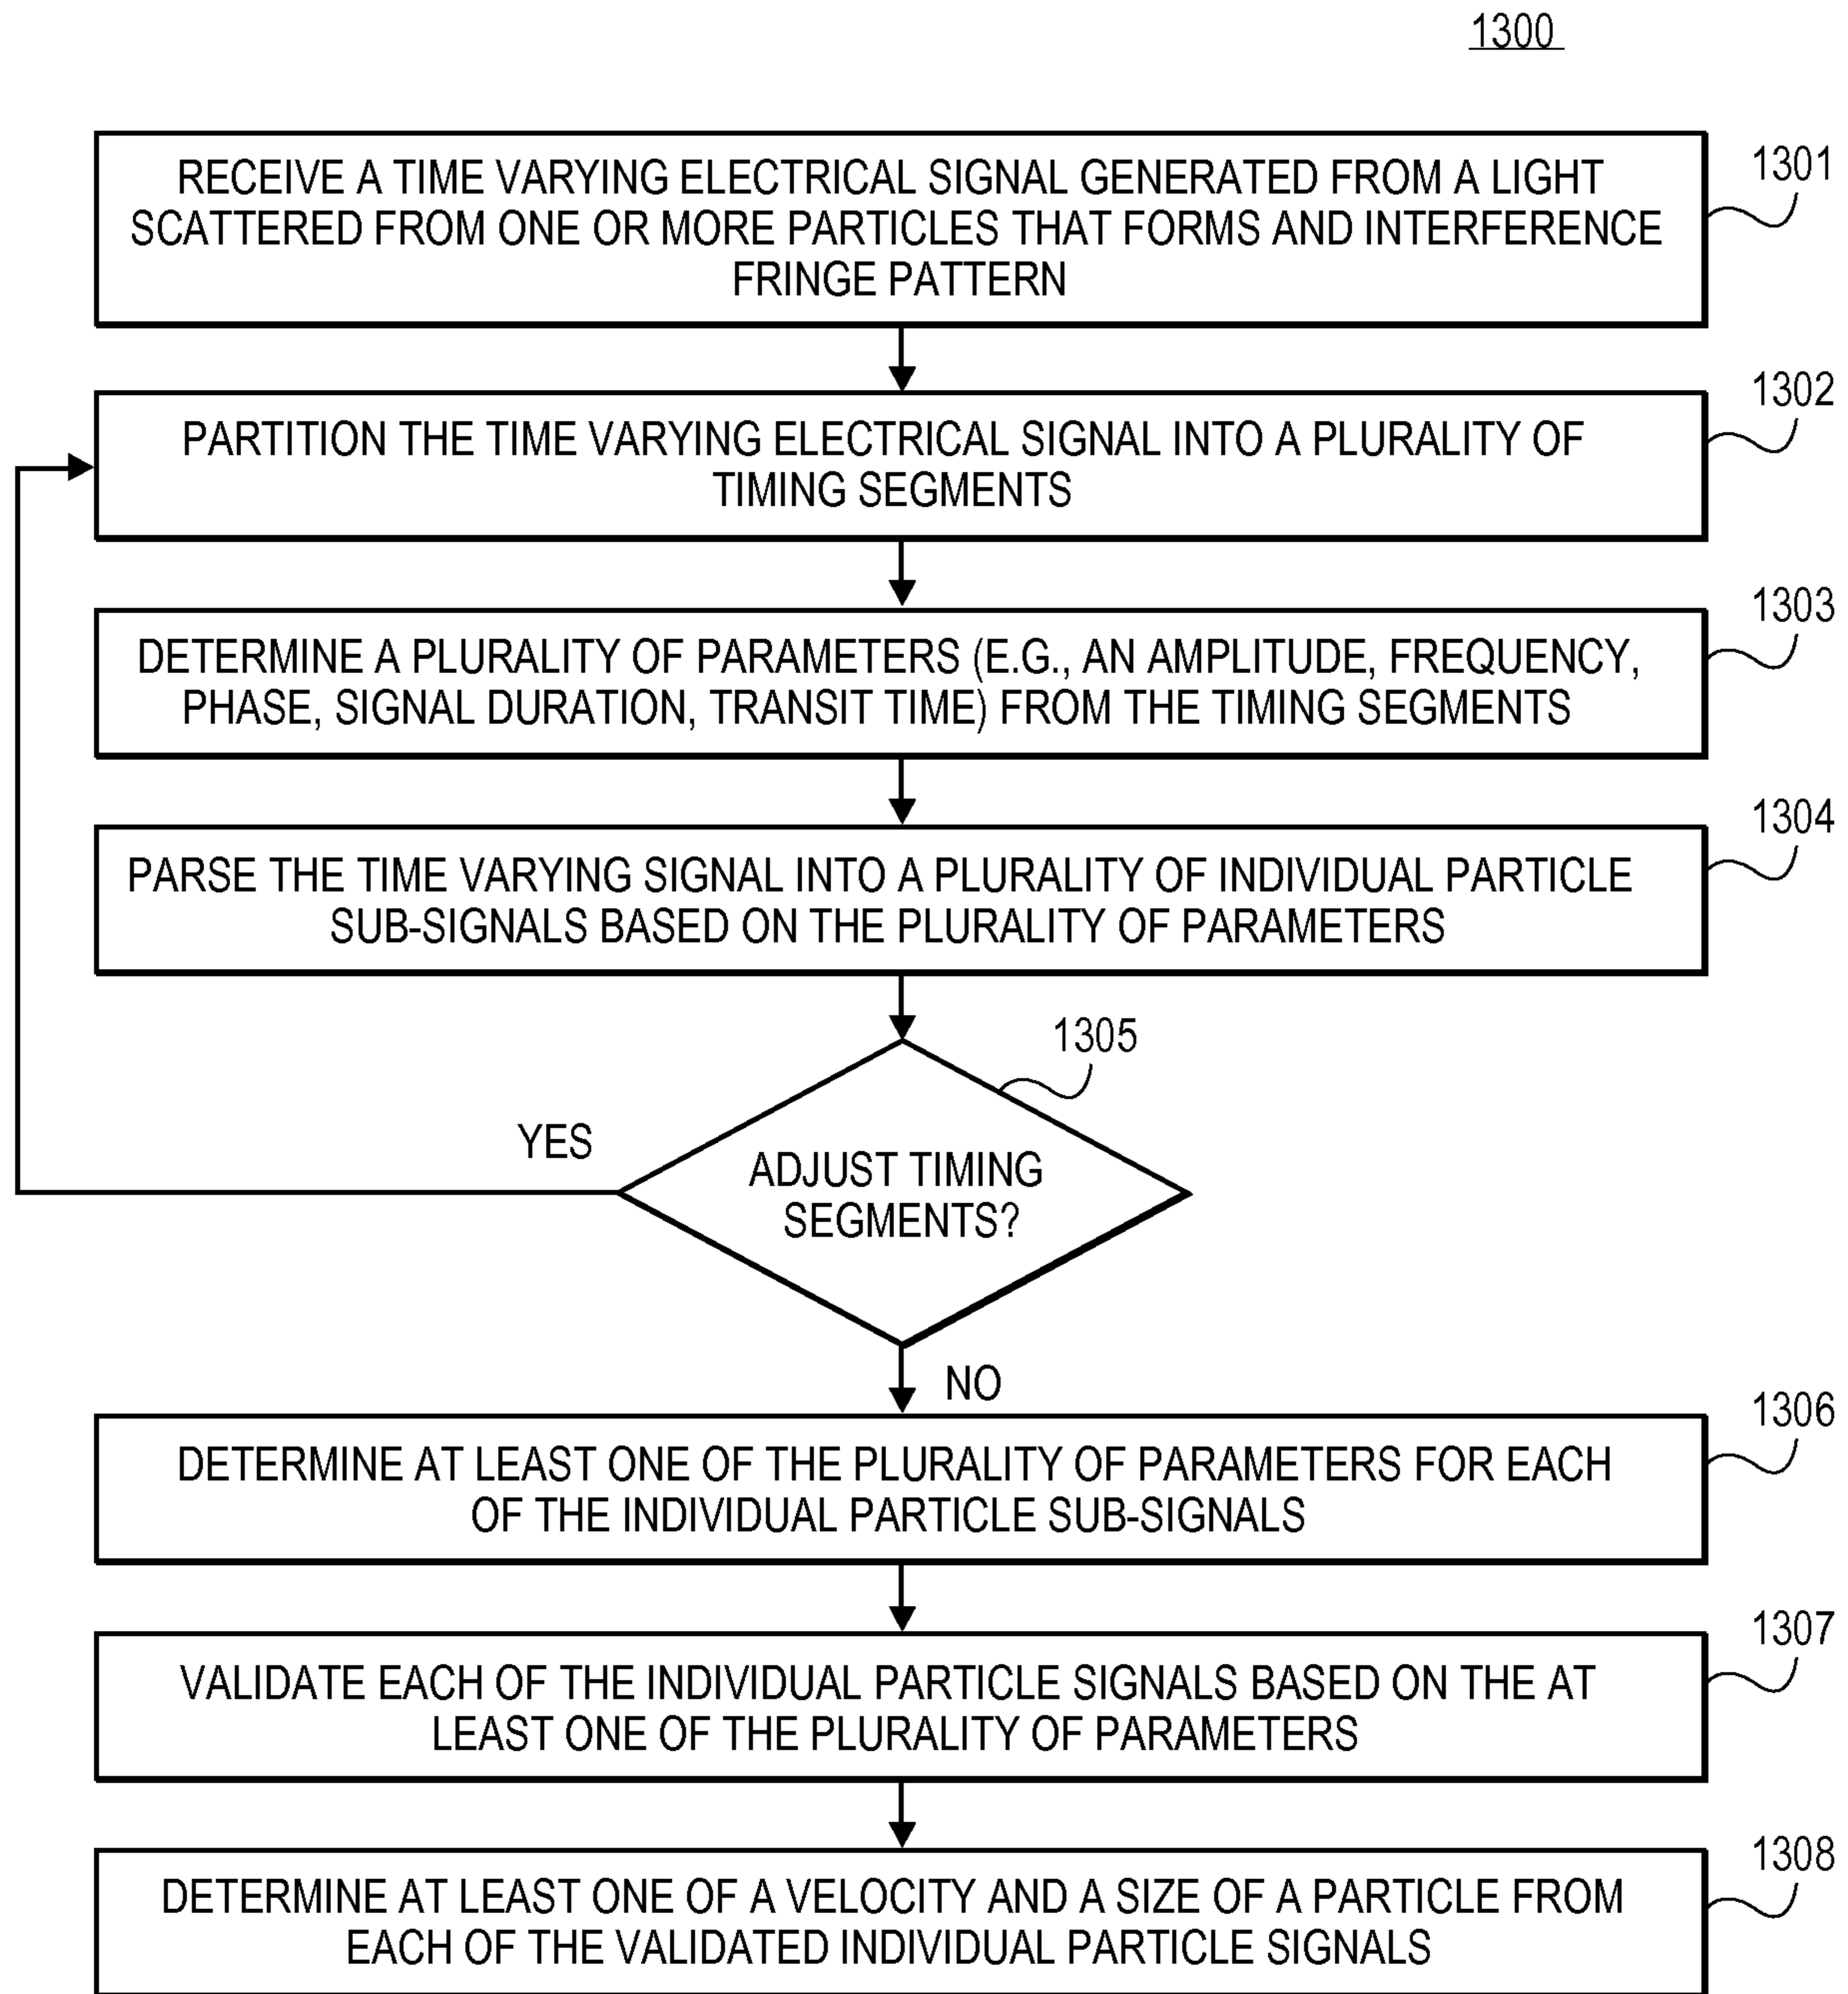 1300
RECEIVE A TIME VARYING ELECTRICAL SIGNAL GENERATED FROM A LIGHT
SCATTERED FROM ONE OR MORE PARTICLES THAT FORMS AND INTERFERENCE
FRINGE PATTERN
1301
PARTITION THE TIME VARYING ELECTRICAL SIGNAL INTO A PLURALITY OF
TIMING SEGMENTS
1302
DETERMINE A PLURALITY OF PARAMETERS (E.G., AN AMPLITUDE, FREQUENCY,
PHASE, SIGNAL DURATION, TRANSIT TIME) FROM THE TIMING SEGMENTS
1303
PARSE THE TIME VARYING SIGNAL INTO A PLURALITY OF INDIVIDUAL PARTICLE
SUB-SIGNALS BASED ON THE PLURALITY OF PARAMETERS
1304
1305
YES
ADJUST TIMING
SEGMENTS?
NO
DETERMINE AT LEAST ONE OF THE PLURALITY OF PARAMETERS FOR EACH
OF THE INDIVIDUAL PARTICLE SUB-SIGNALS
1306
VALIDATE EACH OF THE INDIVIDUAL PARTICLE SIGNALS BASED ON THE AT
LEAST ONE OF THE PLURALITY OF PARAMETERS
1307
DETERMINE AT LEAST ONE OF A VELOCITY AND A SIZE OF A PARTICLE FROM
EACH OF THE VALIDATED INDIVIDUAL PARTICLE SIGNALS
1308